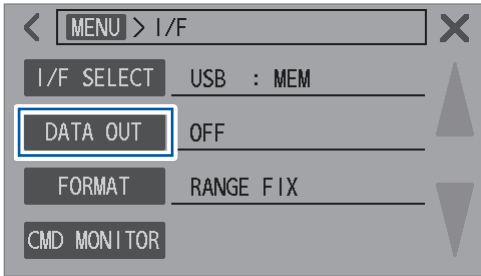 MENU > I/F
I/F SELECT USB : MEM
DATA OUT OFF
FORMAT RANGE FIX
CMD MONITOR